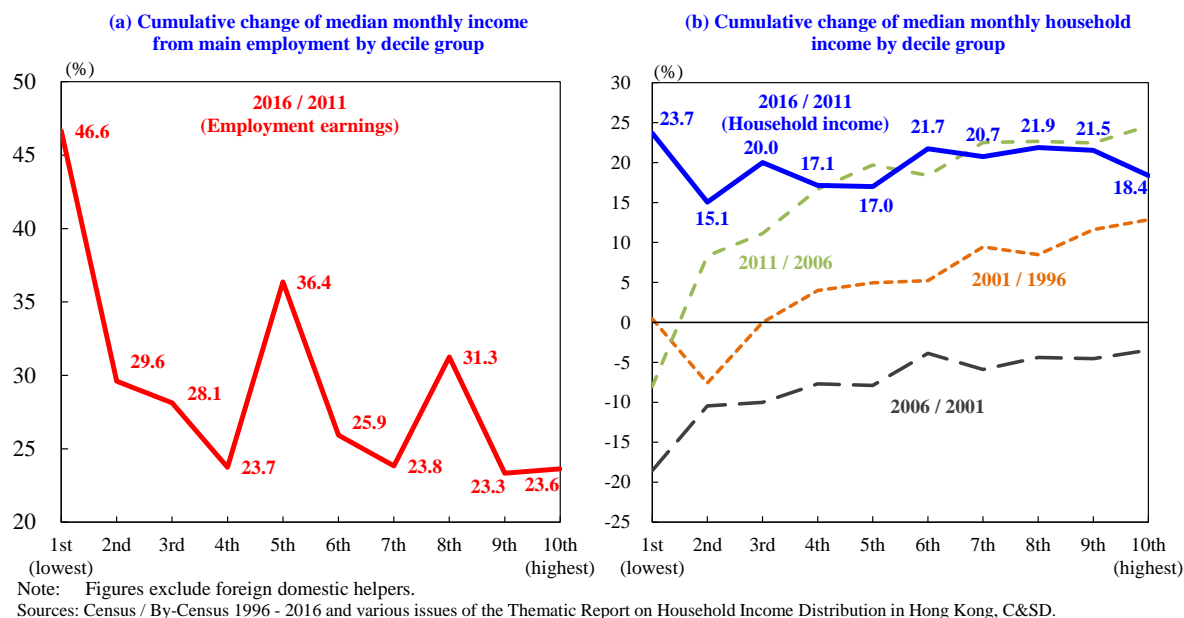 (a) Cumulative change of median monthly income
from main employment by decile group
(%)
50
45
40
35
30
25
20
2016 / 2011
(Employment earnings)
46.6
29.6
28.1
23.7
36.4
25.9
23.8
31.3
23.3
23.6
1st
(lowest)
2nd
3rd
4th
5th
6th
7th
8th
9th
10th
(highest)
(b) Cumulative change of median monthly household
income by decile group
(%)
30
25
20
15
10
5
0
-5
-10
-15
-20
-25
2016 / 2011
(Household income)
23.7
15.1
20.0
17.1
17.0
21.7
20.7
21.9
21.5
18.4
2011 / 2006
2001 / 1996
2006 / 2001
1st
(lowest)
2nd
3rd
4th
5th
6th
7th
8th
9th
10th
(highest)
Note: Figures exclude foreign domestic helpers.
Sources: Census / By-Census 1996 - 2016 and various issues of the Thematic Report on Household Income Distribution in Hong Kong, C&SD.